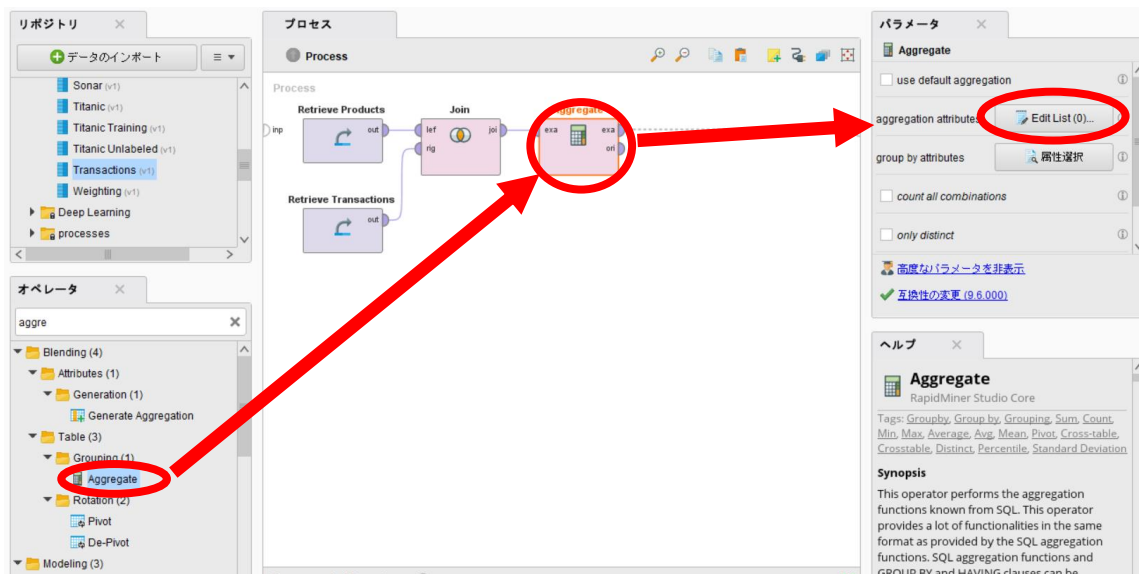 リポジトリ ×
データのインポート
Sonar (v1)
Titanic (v1)
Titanic Training (v1)
Titanic Unlabeled (v1)
Transactions (v1)
Weighting (v1)
Deep Learning
processes
オペレータ ×
aggre
Blending (4)
Attributes (1)
Generation (1)
Generate Aggregation
Table (3)
Grouping (1)
Aggregate
Rotation (2)
Pivot
De-Pivot
Modeling (3)
プロセス
Process
Process
Retrieve Products
inp
out
Join
lef
rig
joi
Aggregate
exa
exa
ori
Retrieve Transactions
out
パラメータ ×
Aggregate
use default aggregation
aggregation attributes
Edit List (0)...
group by attributes
属性選択
count all combinations
only distinct
高度なパラメータを非表示
互換性の変更 (9.6.000)
ヘルプ ×
Aggregate
RapidMiner Studio Core
Tags: Groupby, Group by, Grouping, Sum, Count,
Min, Max, Average, Avg, Mean, Pivot, Cross-table,
Crosstable, Distinct, Percentile, Standard Deviation
Synopsis
This operator performs the aggregation
functions known from SQL. This operator
provides a lot of functionalities in the same
format as provided by the SQL aggregation
functions. SQL aggregation functions and
GROUP BY and HAVING clauses can be